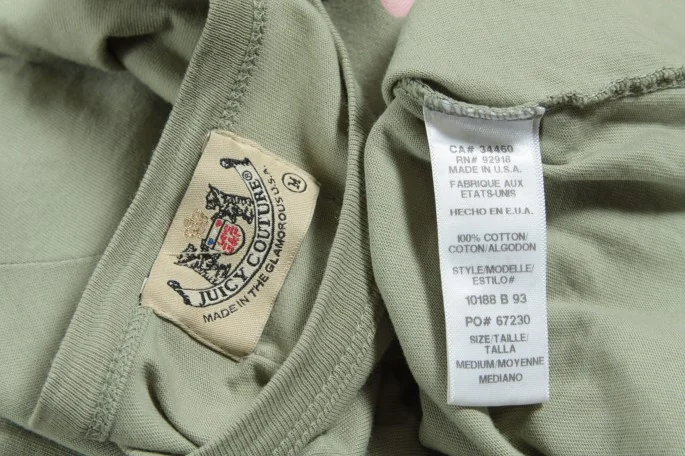 M
JUICY COUTURE®
MADE IN THE GLAMOROUS U.S.A.
CA# 34460
RN# 92918
MADE IN U.S.A.
FABRIQUE AUX
ETATS-UNIS
HECHO EN E.U.A.
100% COTTON/
COTON/ALGODON
STYLE/MODELLE/
ESTILO#
10188 B 93
PO# 67230
SIZE/TAILLE/
TALLA
MEDIUM/MOYENNE
MEDIANO